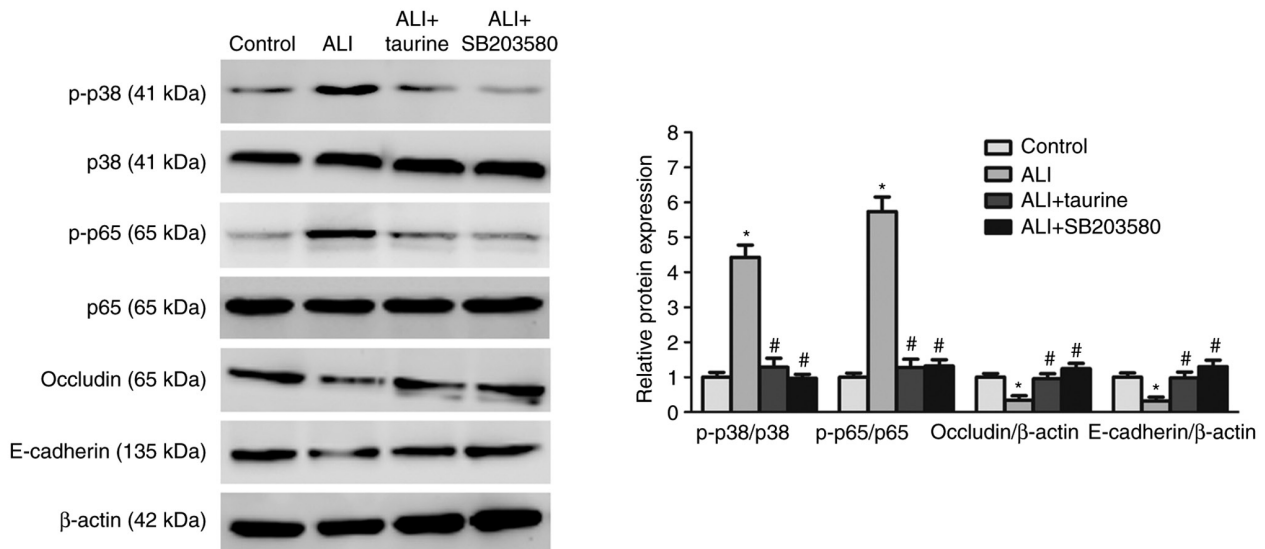 Control ALI ALI+ taurine ALI+ SB203580
p-p38 (41 kDa)
p38 (41 kDa)
p-p65 (65 kDa)
p65 (65 kDa)
Occludin (65 kDa)
E-cadherin (135 kDa)
β-actin (42 kDa)
Relative protein expression
8
7
6
5
4
3
2
1
0
* # #
* # #
* # #
* # #
p-p38/p38 p-p65/p65 Occludin/β-actin E-cadherin/β-actin
Control
ALI
ALI+taurine
ALI+SB203580